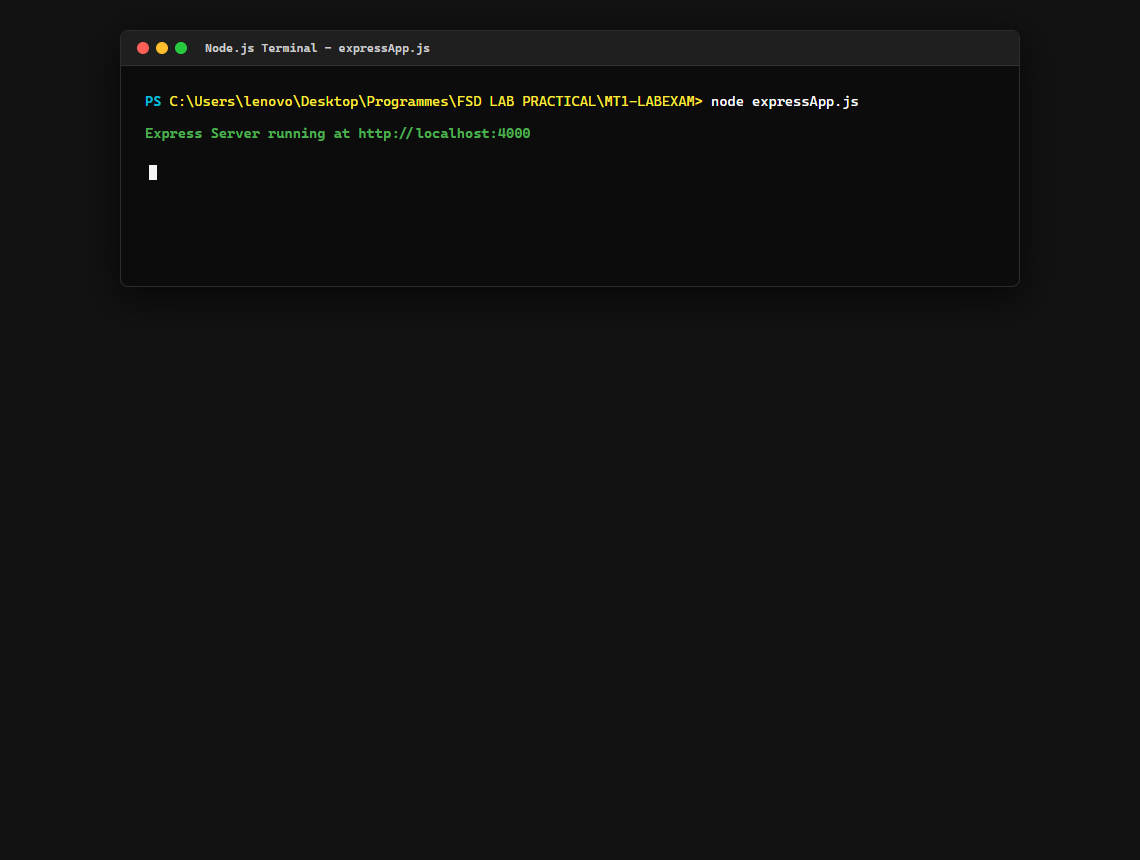 Node.js Terminal - expressApp.js
PS C:\Users\lenovo\Desktop\Programmes\FSD LAB PRACTICAL\MT1-LABEXAM> node expressApp.js
Express Server running at http://localhost:4000